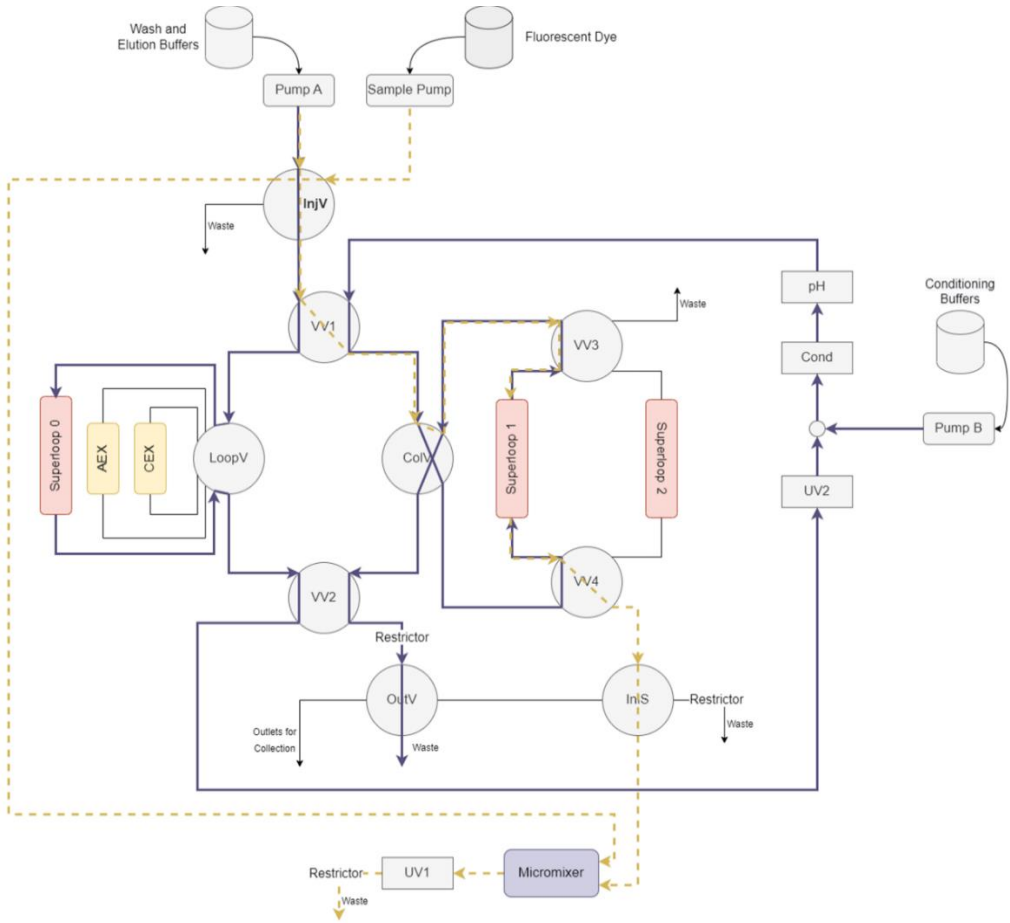 Wash and
Elution Buffers
Fluorescent Dye
Pump A
Sample Pump
InjV
Waste
pH
Conditioning
Buffers
Waste
VV1
VV3
Cond
Superloop 0
AEX
CEX
LoopV
ColV
Superloop 1
Superloop 2
Pump B
UV2
VV2
VV4
Restrictor
OutV
InjS
Restrictor
Outlets for
Collection
Waste
Waste
Restrictor
UV1
Micromixer
Waste